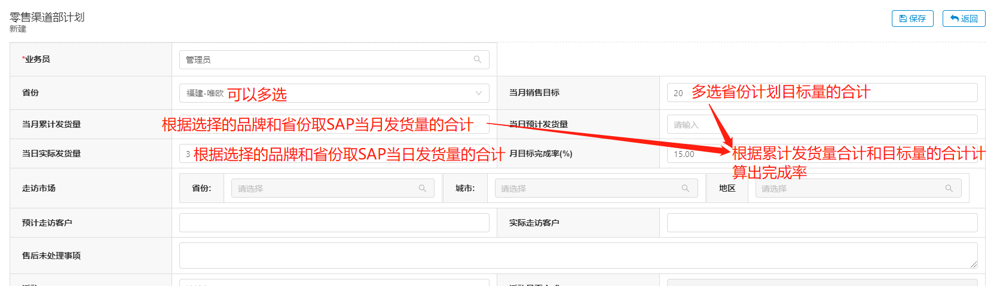 零售渠道部计划
新建
保存
返回
*业务员
管理员
省份
福建-唯欧
可以多选
当月销售目标
20
多选省份计划目标量的合计
当月累计发货量
根据选择的品牌和省份取SAP当月发货量的合计
当日预计发货量
请输入
当日实际发货量
3
根据选择的品牌和省份取SAP当日发货量的合计
月目标完成率(%)
15.00
根据累计发货量合计和目标量的合计计
算出完成率
走访市场
省份:
请选择
城市:
请选择
地区
请选择
预计走访客户
实际走访客户
售后未处理事项